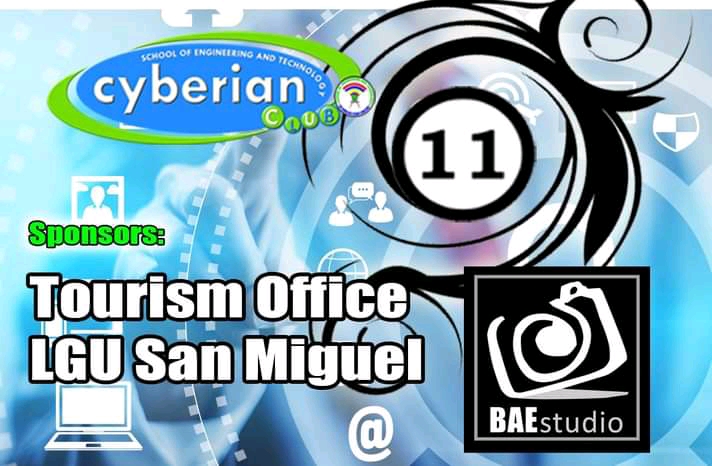 SCHOOL OF ENGINEERING AND TECHNOLOGY
cyberian
CLUB
11
Sponsors:
Tourism Office
LGU San Miguel
BAEstudio
@